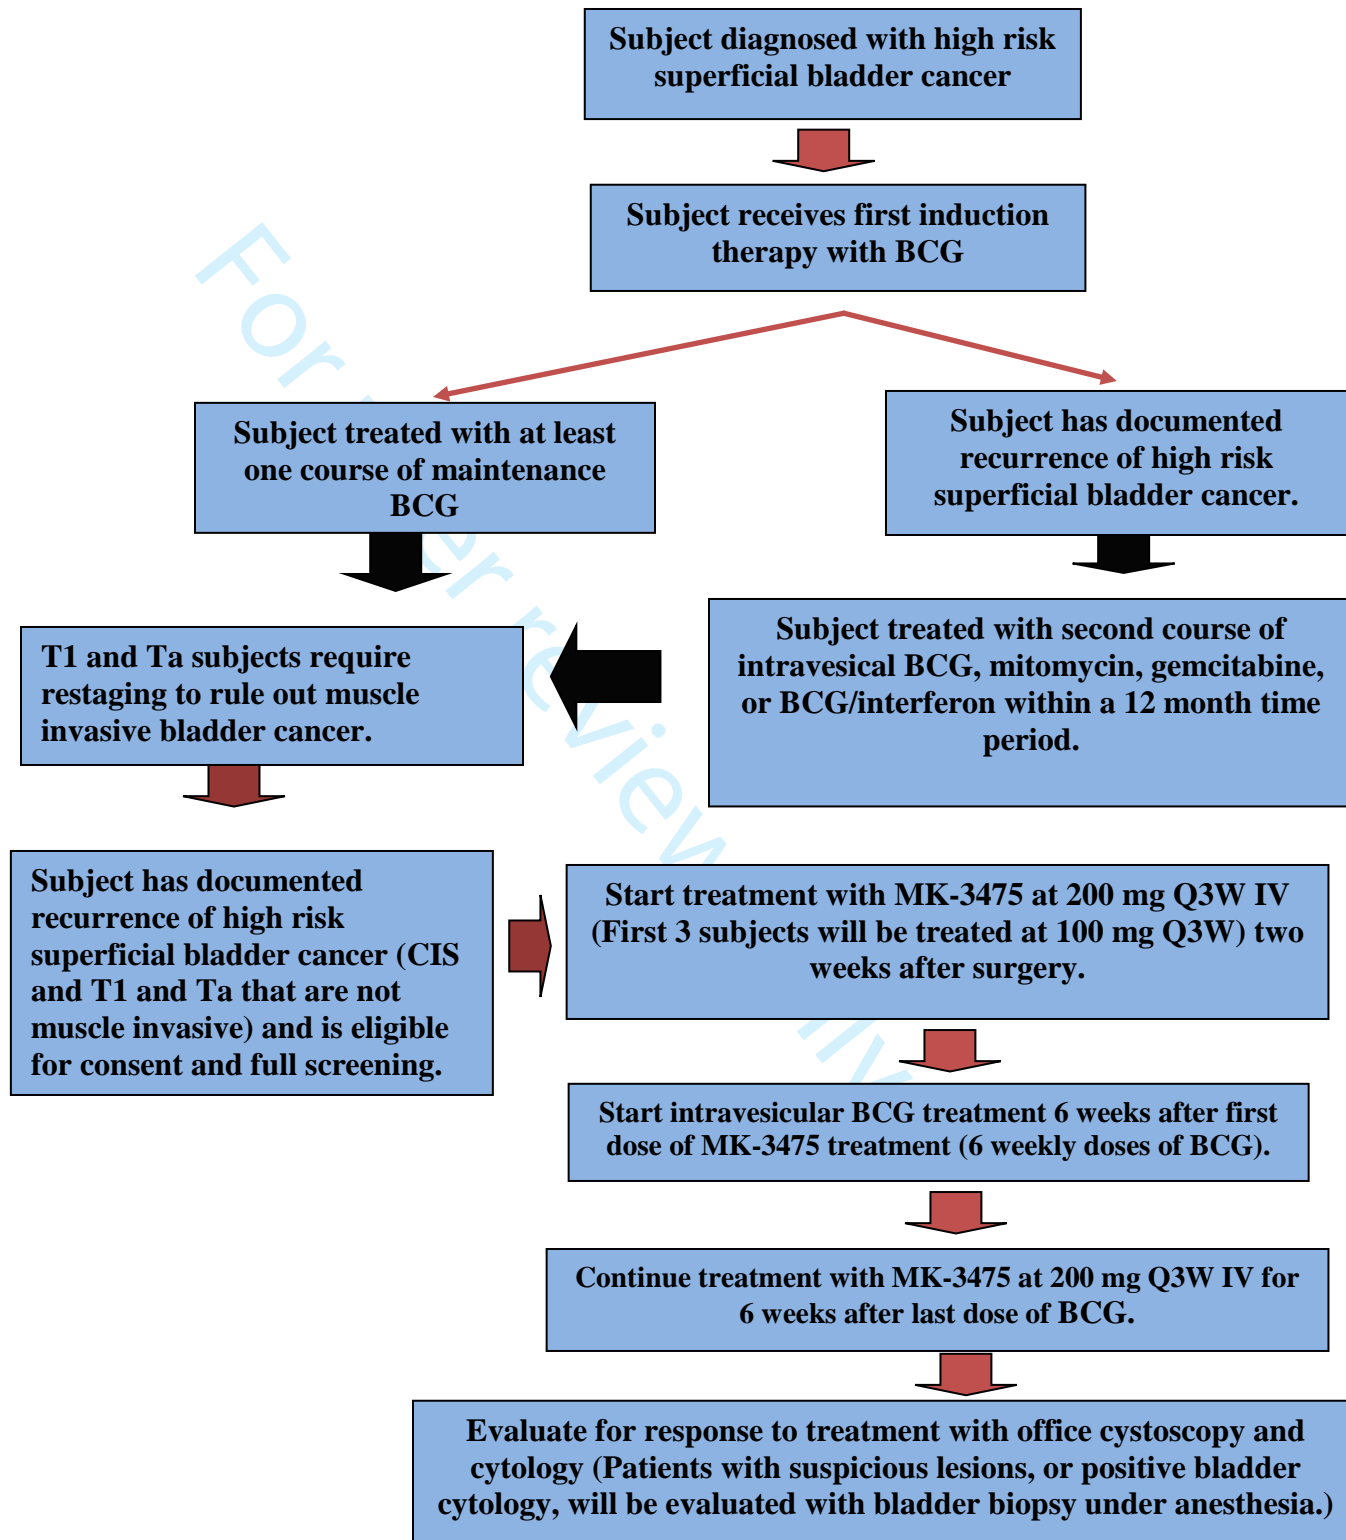 Subject diagnosed with high risk
superficial bladder cancer
Subject receives first induction
therapy with BCG
Subject treated with at least
one course of maintenance
BCG
Subject has documented
recurrence of high risk
superficial bladder cancer.
T1 and Ta subjects require
restaging to rule out muscle
invasive bladder cancer.
Subject treated with second course of
intravesical BCG, mitomycin, gemcitabine,
or BCG/interferon within a 12 month time
period.
Subject has documented
recurrence of high risk
superficial bladder cancer (CIS
and T1 and Ta that are not
muscle invasive) and is eligible
for consent and full screening.
Start treatment with MK-3475 at 200 mg Q3W IV
(First 3 subjects will be treated at 100 mg Q3W) two
weeks after surgery.
Start intravesicular BCG treatment 6 weeks after first
dose of MK-3475 treatment (6 weekly doses of BCG).
Continue treatment with MK-3475 at 200 mg Q3W IV for
6 weeks after last dose of BCG.
Evaluate for response to treatment with office cystoscopy and
cytology (Patients with suspicious lesions, or positive bladder
cytology, will be evaluated with bladder biopsy under anesthesia.)
For review